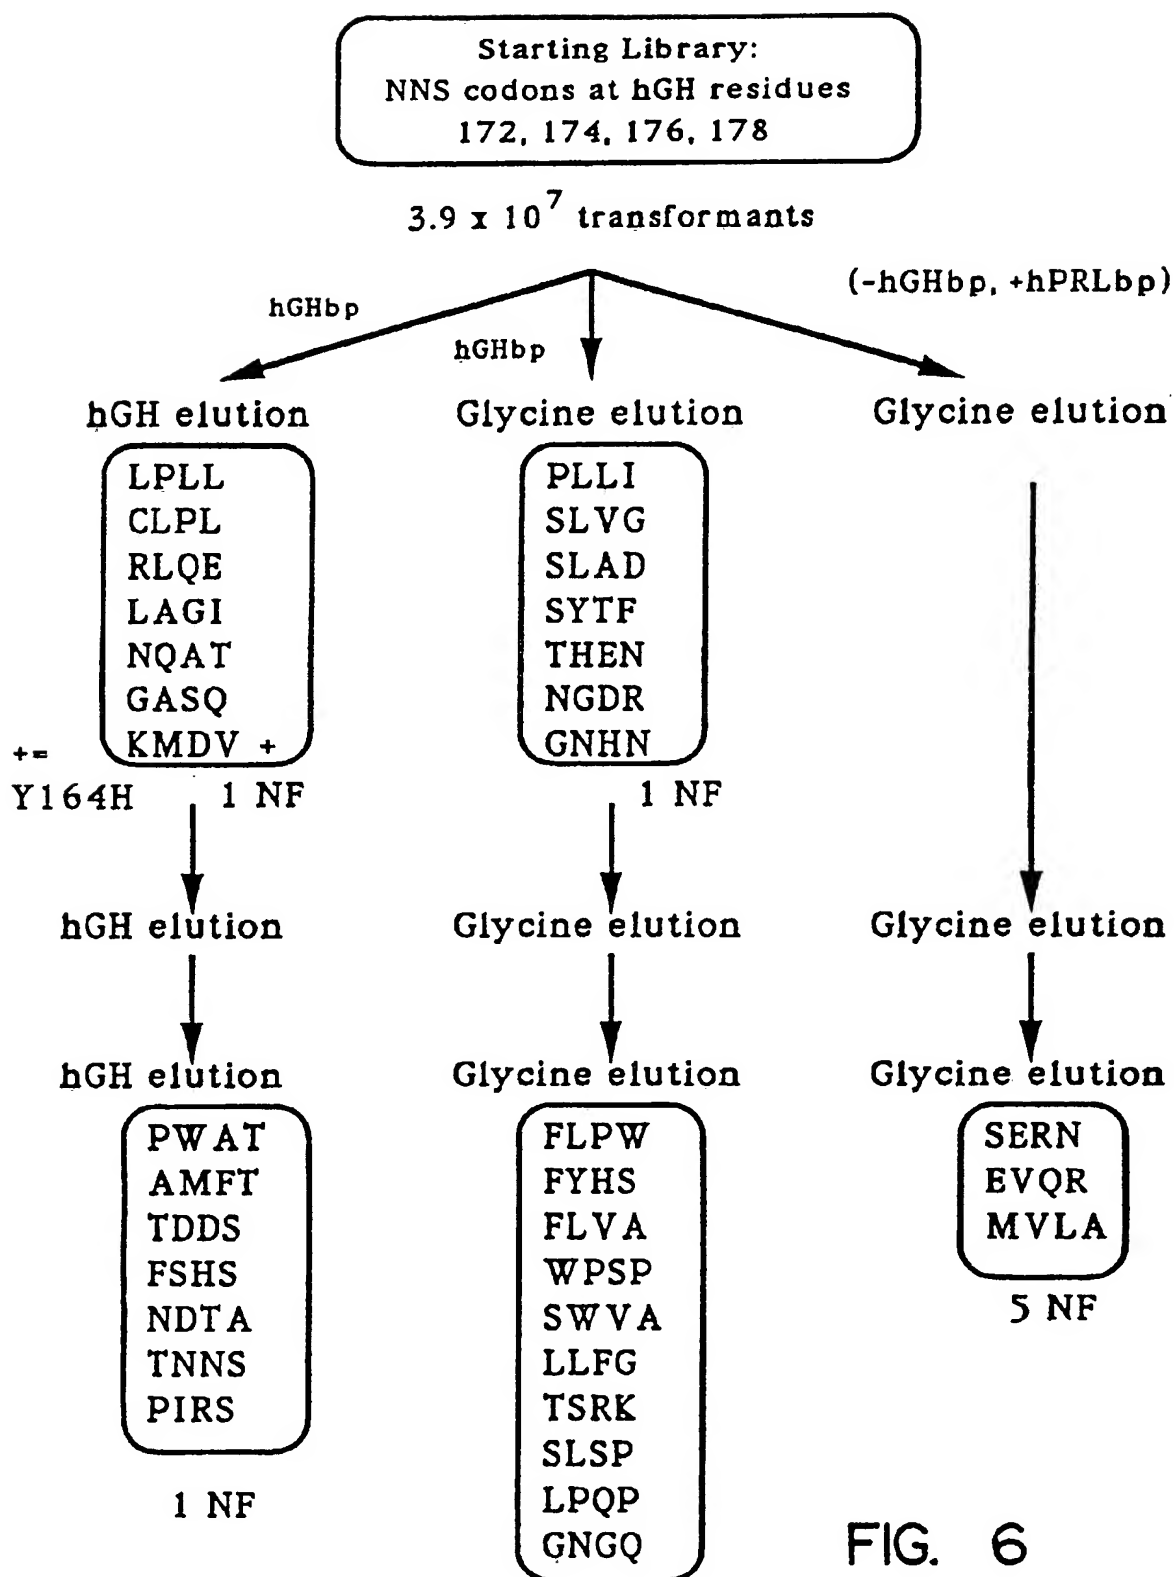 Starting Library:
NNS codons at hGH residues
172, 174, 176, 178
3.9 x 10^7 transformants
(-hGHbp, +hPRLbp)
hGHbp
hGHbp
hGH elution
Glycine elution
Glycine elution
LPLL
CLPL
RLQE
LAGI
NQAT
GASQ
KMDV +
+=
Y164H
1 NF
PLLI
SLVG
SLAD
SYTF
THEN
NGDR
GNHN
1 NF
hGH elution
Glycine elution
Glycine elution
hGH elution
Glycine elution
Glycine elution
PWAT
AMFT
TDDS
FSHS
NDTA
TNNS
PIRS
1 NF
FLPW
FYHS
FLVA
WPSP
SWVA
LLFG
TSRK
SLSP
LPQP
GNGQ
SERN
EVQR
MVLA
5 NF
FIG. 6